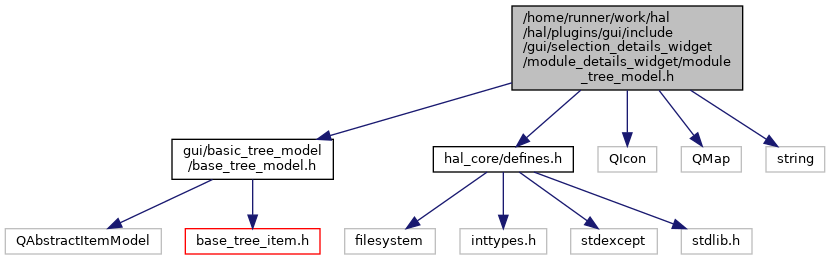 /home/runner/work/hal
/hal/plugins/gui/include
/gui/selection_details_widget
/module_details_widget/module
_tree_model.h
gui/basic_tree_model
/base_tree_model.h
hal_core/defines.h
QIcon
QMap
string
QAbstractItemModel
base_tree_item.h
filesystem
inttypes.h
stdexcept
stdlib.h